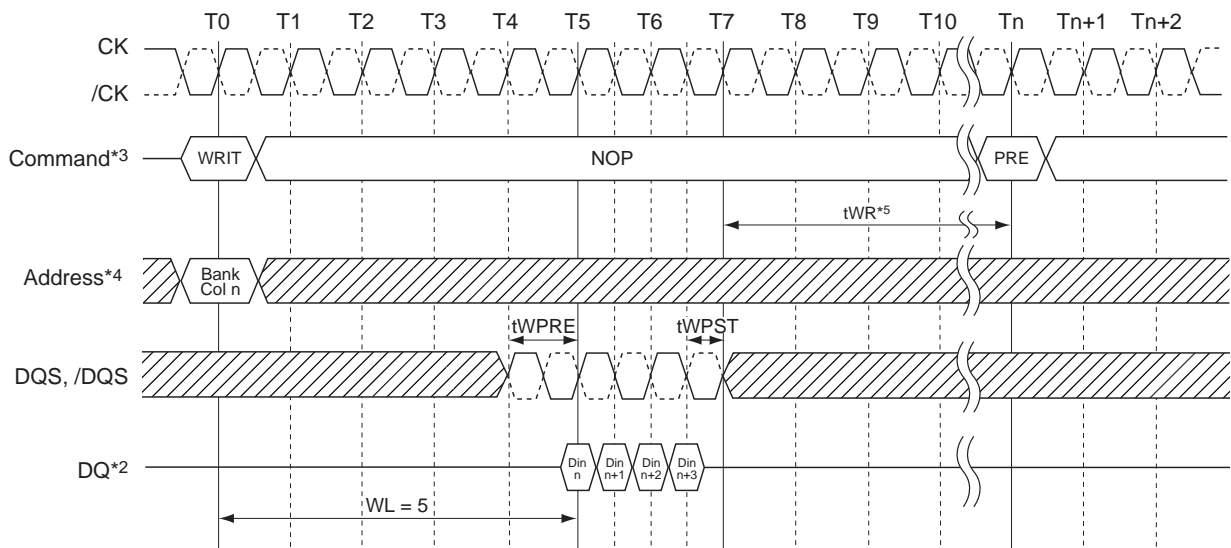 T0 T1 T2 T3 T4 T5 T6 T7 T8 T9 T10 Tn Tn+1 Tn+2
CK
/CK
Command*3 WRIT NOP PRE
tWR*5
Address*4 Bank
Col n
tWPRE tWPST
DQS, /DQS
DQ*2 Din
n Din
n+1 Din
n+2 Din
n+3
WL = 5